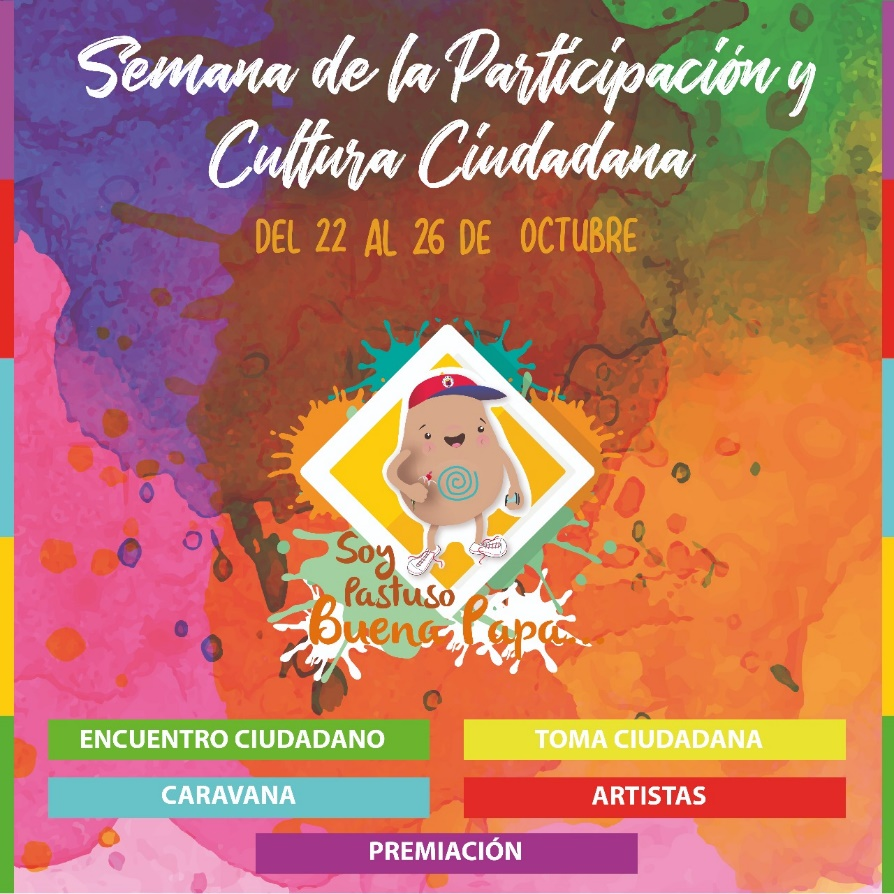 Semana de la Participación y
Cultura Ciudadana
DEL 22 AL 26 DE OCTUBRE
Soy
Pastuso
Buena Papa...
ENCUENTRO CIUDADANO
TOMA CIUDADANA
CARAVANA
ARTISTAS
PREMIACIÓN